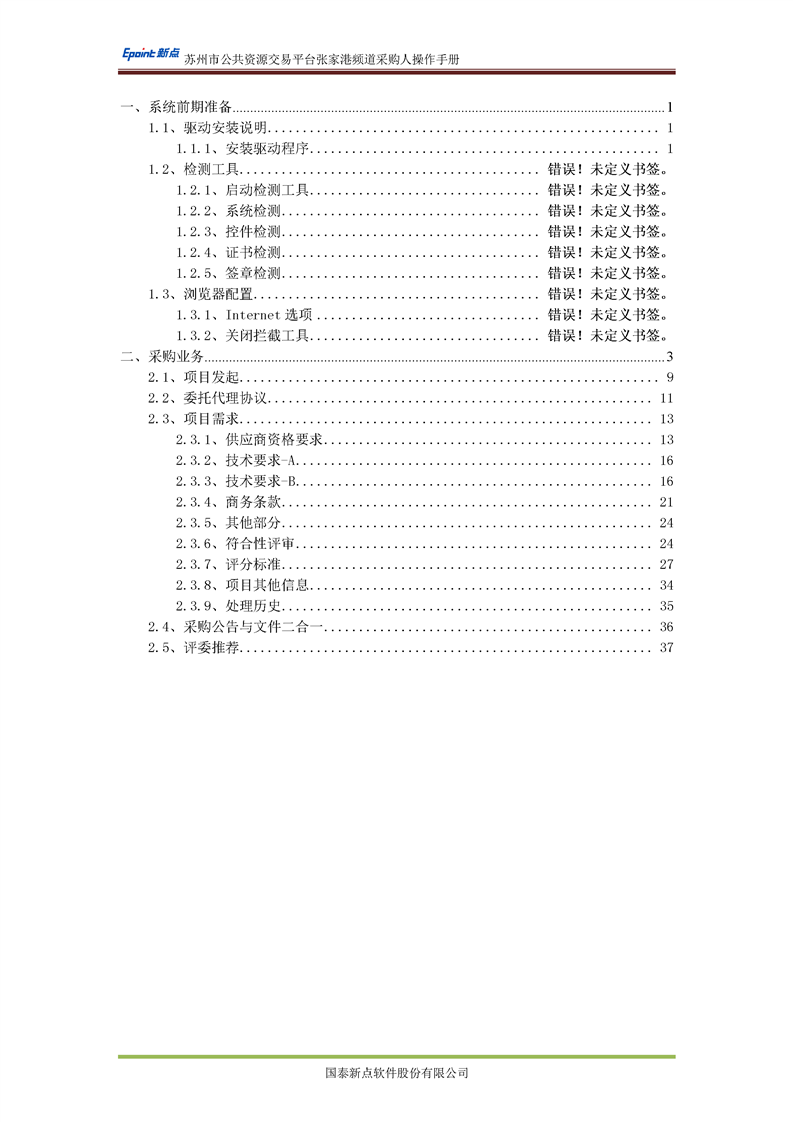 Epoint新点 苏州市公共资源交易平台张家港频道采购人操作手册
一、系统前期准备........................................1
1.1、驱动安装说明........................................ 1
1.1.1、安装驱动程序........................................ 1
1.2、检测工具........................................ 错误！未定义书签。
1.2.1、启动检测工具........................................ 错误！未定义书签。
1.2.2、系统检测........................................ 错误！未定义书签。
1.2.3、控件检测........................................ 错误！未定义书签。
1.2.4、证书检测........................................ 错误！未定义书签。
1.2.5、签章检测........................................ 错误！未定义书签。
1.3、浏览器配置........................................ 错误！未定义书签。
1.3.1、Internet 选项........................................ 错误！未定义书签。
1.3.2、关闭拦截工具........................................ 错误！未定义书签。
二、采购业务........................................3
2.1、项目发起........................................ 9
2.2、委托代理协议........................................ 11
2.3、项目需求........................................ 13
2.3.1、供应商资格要求........................................ 13
2.3.2、技术要求-A........................................ 16
2.3.3、技术要求-B........................................ 16
2.3.4、商务条款........................................ 21
2.3.5、其他部分........................................ 24
2.3.6、符合性评审........................................ 24
2.3.7、评分标准........................................ 27
2.3.8、项目其他信息........................................ 34
2.3.9、处理历史........................................ 35
2.4、采购公告与文件二合一........................................ 36
2.5、评委推荐........................................ 37
国泰新点软件股份有限公司